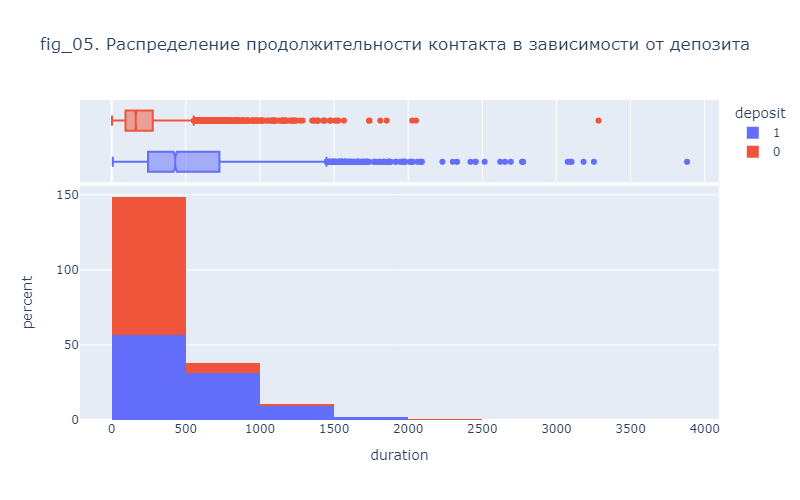 fig_05. Распределение продолжительности контакта в зависимости от депозита
deposit
1
0
150
100
50
0
percent
0 500 1000 1500 2000 2500 3000 3500 4000
duration